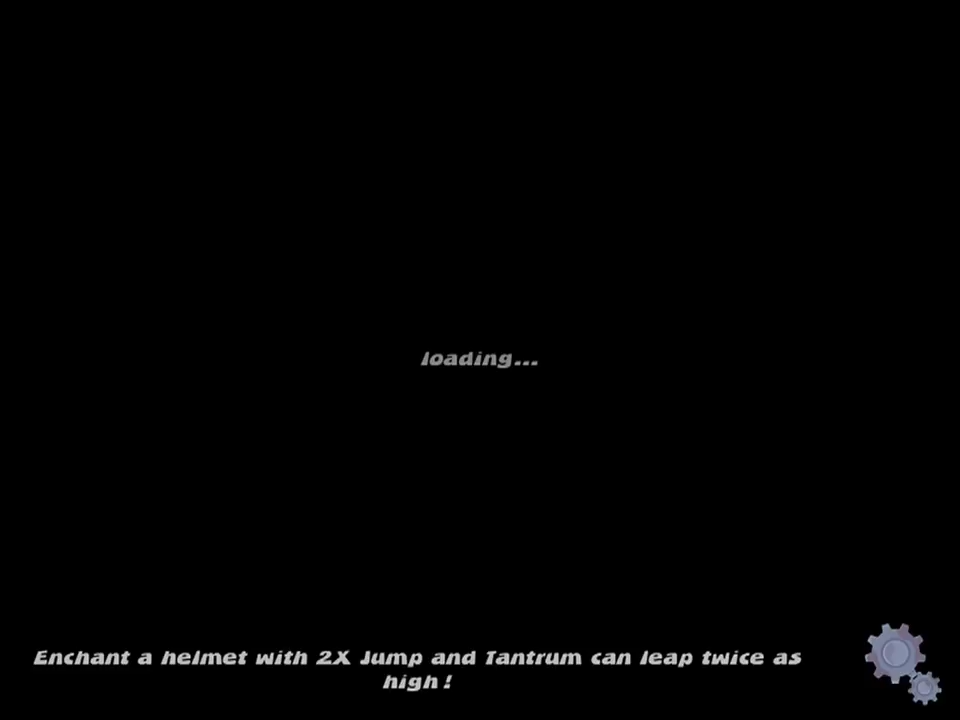 loading...
Enchant a helmet with 2X Jump and Tantrum can leap twice as
high!